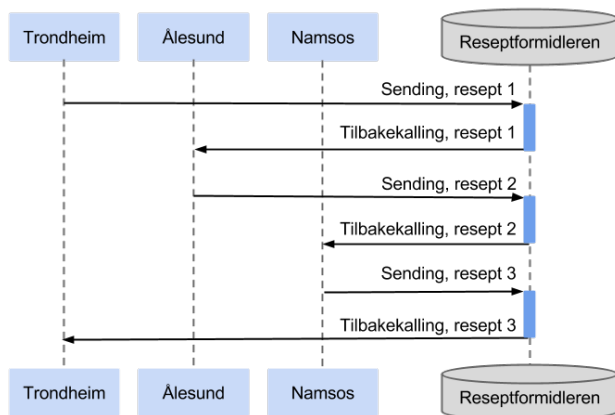 Trondheim
Ålesund
Namsos
Reseptformidleren
Sending, resept 1
Tilbakekalling, resept 1
Sending, resept 2
Tilbakekalling, resept 2
Sending, resept 3
Tilbakekalling, resept 3
Trondheim
Ålesund
Namsos
Reseptformidleren